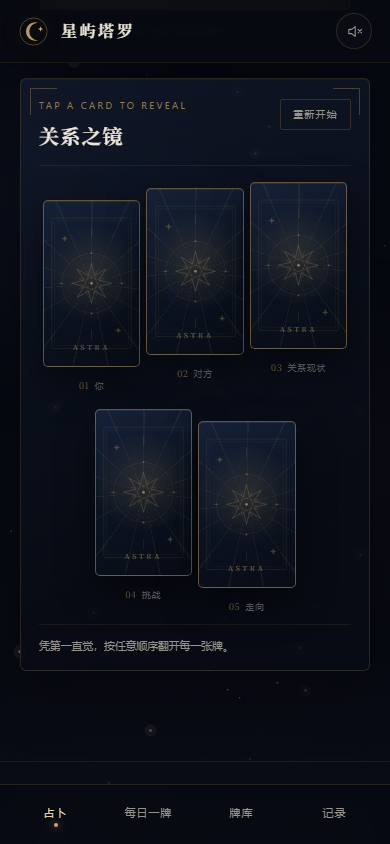 星屿塔罗
TAP A CARD TO REVEAL
关系之镜
重新开始
ASTRA
ASTRA
ASTRA
01 你
02 对方
03 关系现状
ASTRA
ASTRA
04 挑战
05 走向
凭第一直觉，按任意顺序翻开每一张牌。
占卜
每日一牌
牌库
记录